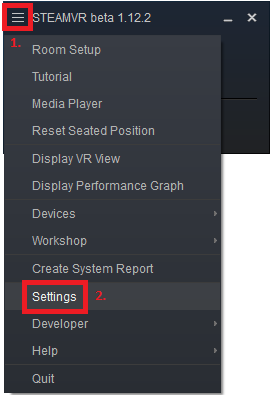 STEAMVR beta 1.12.2
1.
Room Setup
Tutorial
Media Player
Reset Seated Position
Display VR View
Display Performance Graph
Devices
Workshop
Create System Report
Settings 2.
Developer
Help
Quit